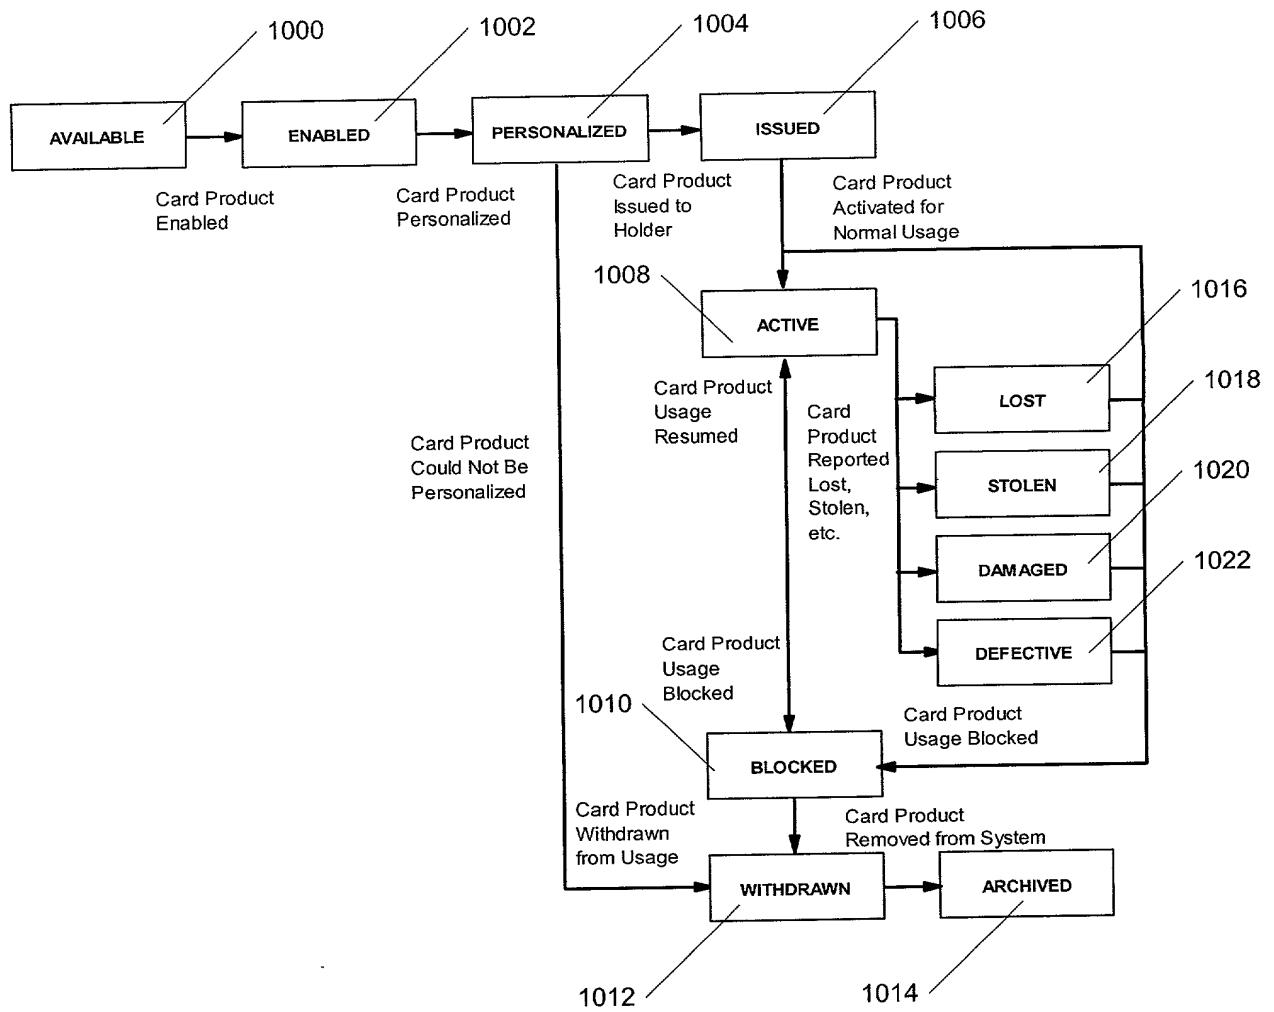 1000
1002
1004
1006
AVAILABLE
ENABLED
PERSONALIZED
ISSUED
Card Product
Enabled
Card Product
Personalized
Card Product
Issued to
Holder
Card Product
Activated for
Normal Usage
1008
ACTIVE
1016
LOST
1018
STOLEN
1020
DAMAGED
1022
DEFECTIVE
Card Product
Usage
Resumed
Card
Product
Reported
Lost,
Stolen,
etc.
Card Product
Could Not Be
Personalized
Card Product
Usage
Blocked
1010
Card Product
Usage Blocked
BLOCKED
Card Product
Withdrawn
from Usage
Card Product
Removed from System
WITHDRAWN
ARCHIVED
1012
1014